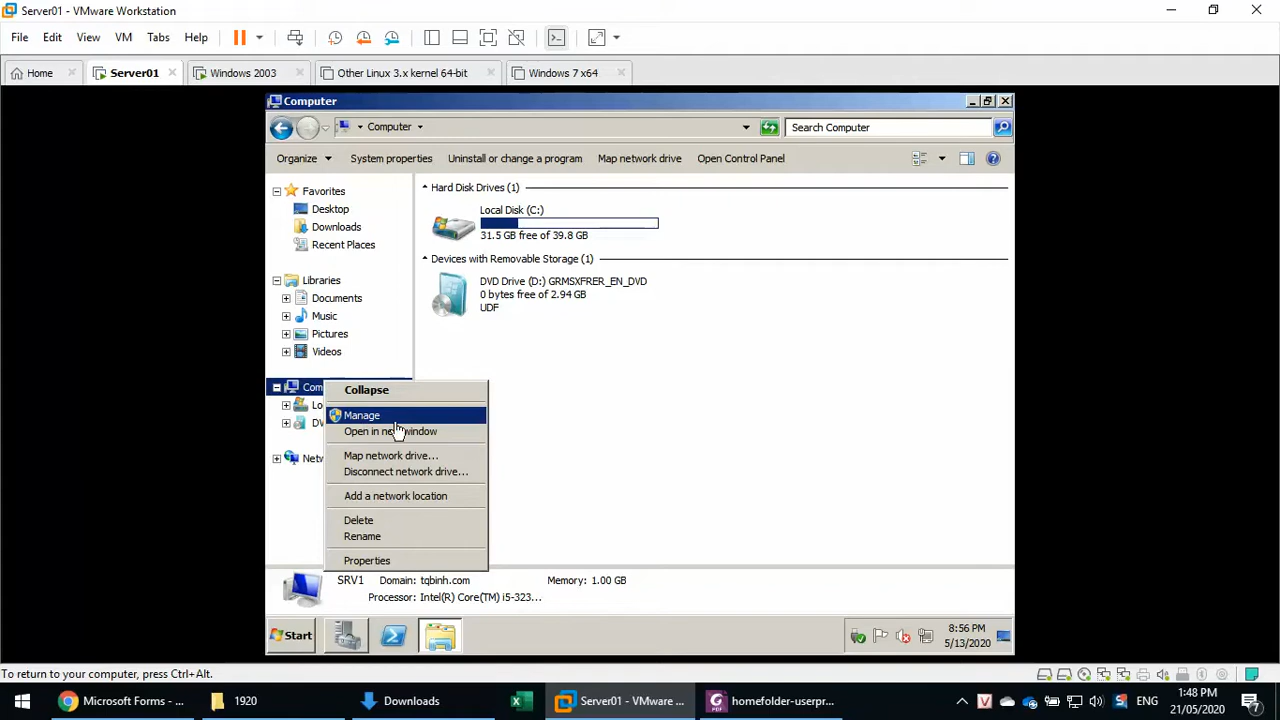 Server01 - VMware Workstation
File Edit View VM Tabs Help
Home Server01 Windows 2003 Other Linux 3.x kernel 64-bit Windows 7 x64
Computer
Computer
Search Computer
Organize System properties Uninstall or change a program Map network drive Open Control Panel
Favorites
Desktop
Downloads
Recent Places
Libraries
Documents
Music
Pictures
Videos
Com
Lo
DV
Netw
Hard Disk Drives (1)
Local Disk (C:)
31.5 GB free of 39.8 GB
Devices with Removable Storage (1)
DVD Drive (D:) GRMSXFRER_EN_DVD
0 bytes free of 2.94 GB
UDF
Collapse
Manage
Open in new window
Map network drive...
Disconnect network drive...
Add a network location
Delete
Rename
Properties
SRV1 Domain: tqbinh.com Memory: 1.00 GB
Processor: Intel(R) Core(TM) i5-323...
Start
8:56 PM
5/13/2020
To return to your computer, press Ctrl+Alt.
Microsoft Forms - ... 1920 Downloads Server01 - VMware ... homefolder-userpr...
ENG
1:48 PM
21/05/2020
7